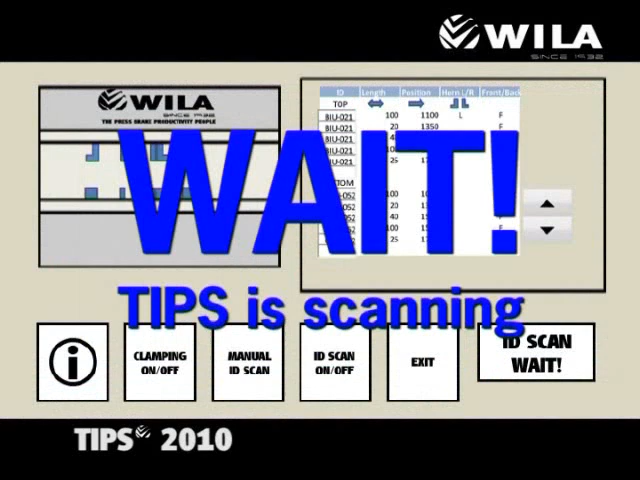 WILA
SINCE 1932
WILA
SINCE 1932
THE PRESS BRAKE PRODUCTIVITY PEOPLE
ID Length Position Horn L/R Front/Back
TOP
BIU-021 100 1100 L F
BIU-021 20 1350
BIU-021
BIU-021
BIU-021 25
WAIT!
TIPS is scanning
CLAMPING
ON/OFF
MANUAL
ID SCAN
ID SCAN
ON/OFF
EXIT
ID SCAN
WAIT!
TIPS 2010